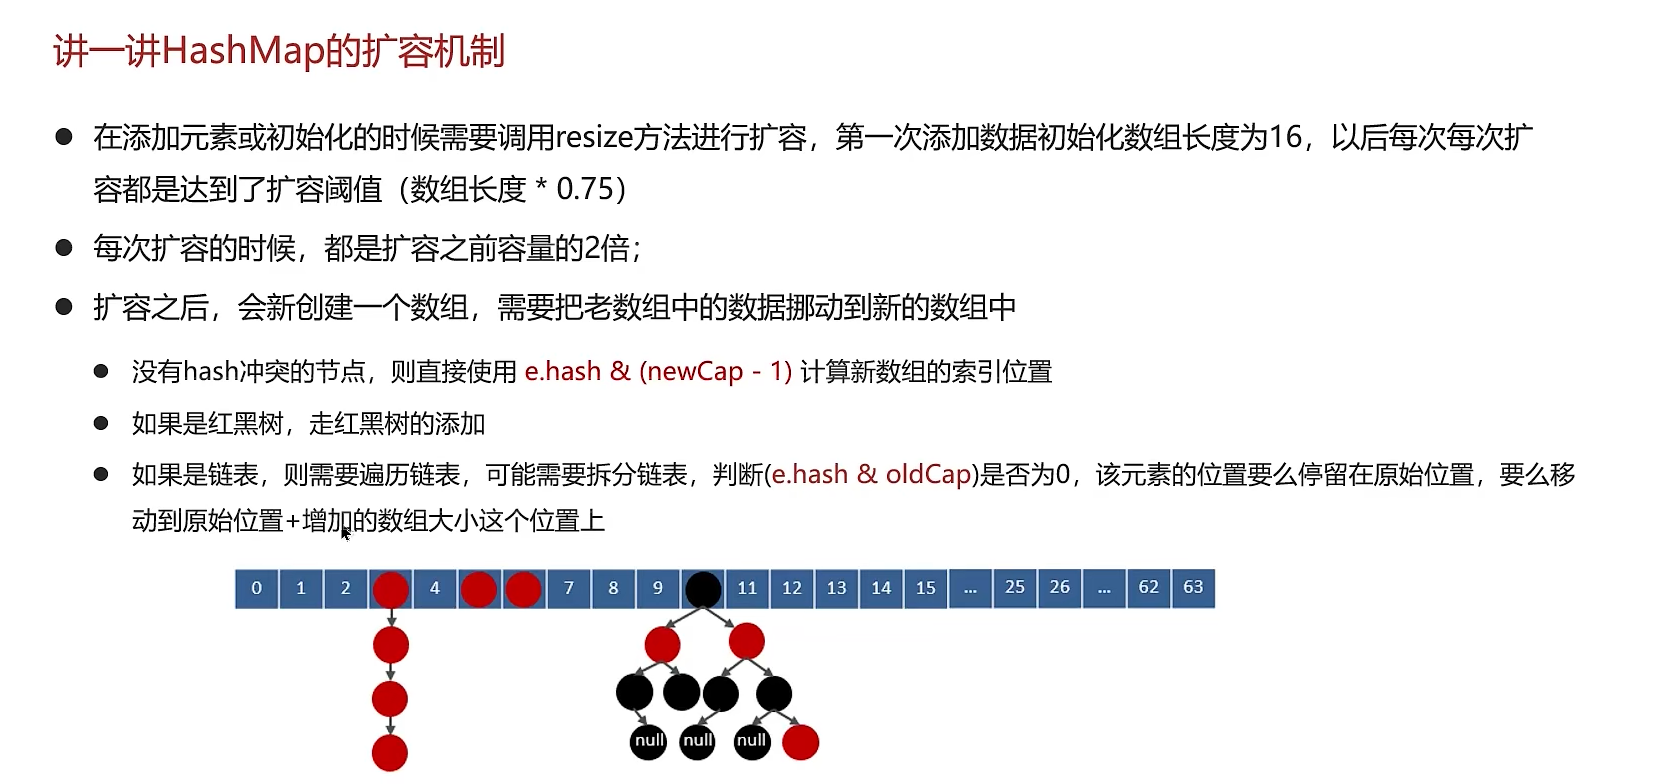 讲一讲HashMap的扩容机制
在添加元素或初始化的时候需要调用resize方法进行扩容，第一次添加数据初始化数组长度为16，以后每次每次扩
容都是达到了扩容阈值（数组长度 * 0.75）
每次扩容的时候，都是扩容之前容量的2倍；
扩容之后，会新创建一个数组，需要把老数组中的数据挪动到新的数组中
没有hash冲突的节点，则直接使用 e.hash & (newCap - 1) 计算新数组的索引位置
如果是红黑树，走红黑树的添加
如果是链表，则需要遍历链表，可能需要拆分链表，判断(e.hash & oldCap)是否为0，该元素的位置要么停留在原始位置，要么移
动到原始位置+增加的数组大小这个位置上
0 1 2 4 7 8 9 11 12 13 14 15 ... 25 26 ... 62 63
null null null